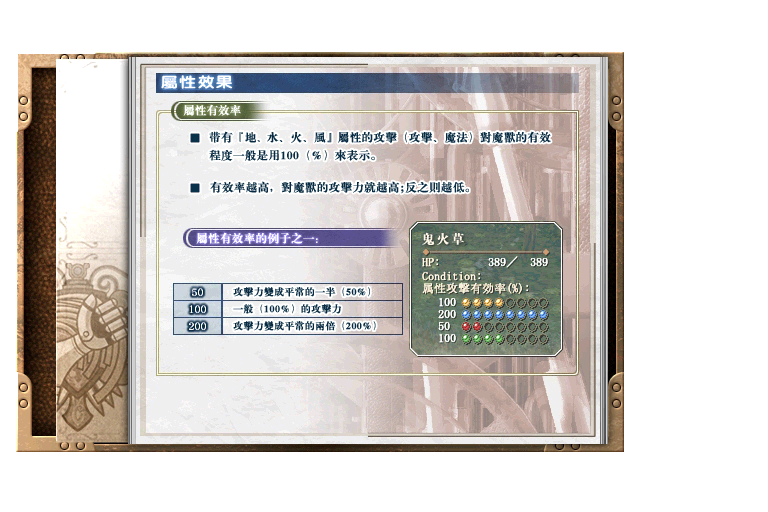 屬性效果
屬性有效率
■ 帶有『地、水、火、風』屬性的攻擊（攻擊、魔法）對魔獸的有效
程度一般是用100（%）來表示。
■ 有效率越高，對魔獸的攻擊力就越高;反之則越低。
屬性有效率的例子之一:
50 攻擊力變成平常的一半（50%）
100 一般（100%）的攻擊力
200 攻擊力變成平常的兩倍（200%）
鬼火草
HP: 389／ 389
Condition:
属性攻撃有効率(%):
100
200
50
100